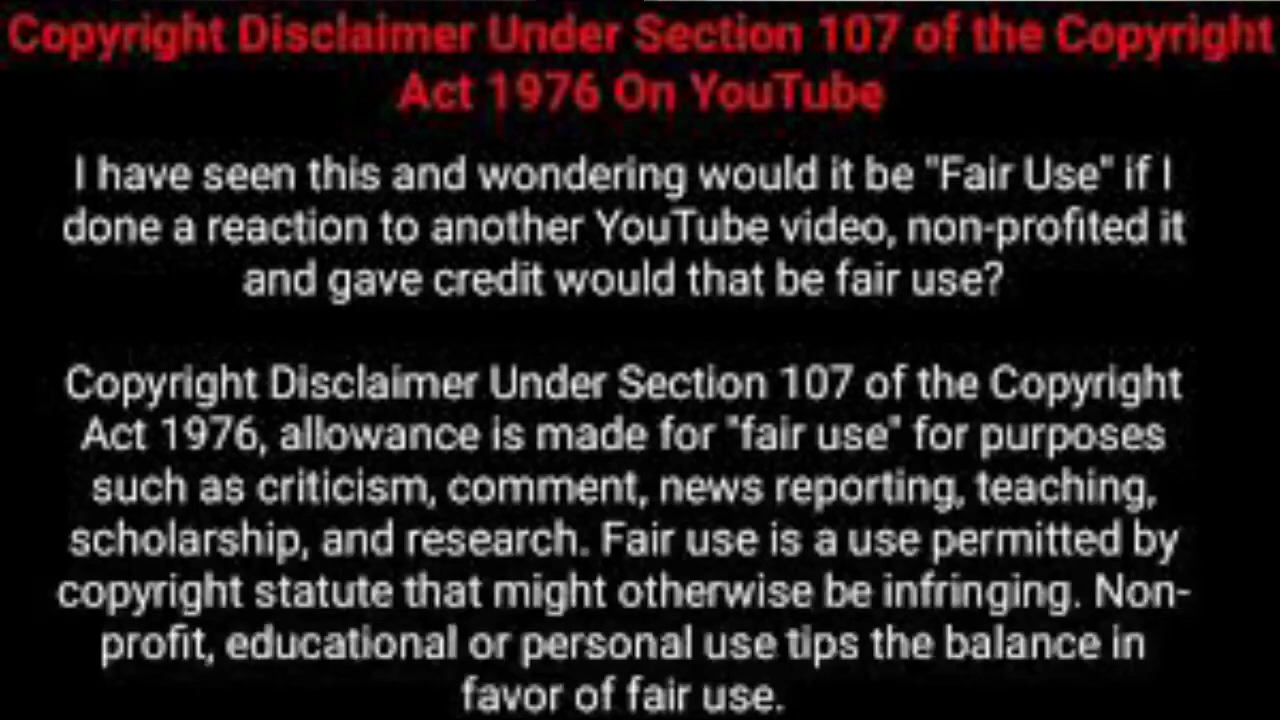 Copyright Disclaimer Under Section 107 of the Copyright
Act 1976 On YouTube
I have seen this and wondering would it be "Fair Use" if I
done a reaction to another YouTube video, non-profited it
and gave credit would that be fair use?
Copyright Disclaimer Under Section 107 of the Copyright
Act 1976, allowance is made for "fair use" for purposes
such as criticism, comment, news reporting, teaching,
scholarship, and research. Fair use is a use permitted by
copyright statute that might otherwise be infringing. Non-
profit, educational or personal use tips the balance in
favor of fair use.